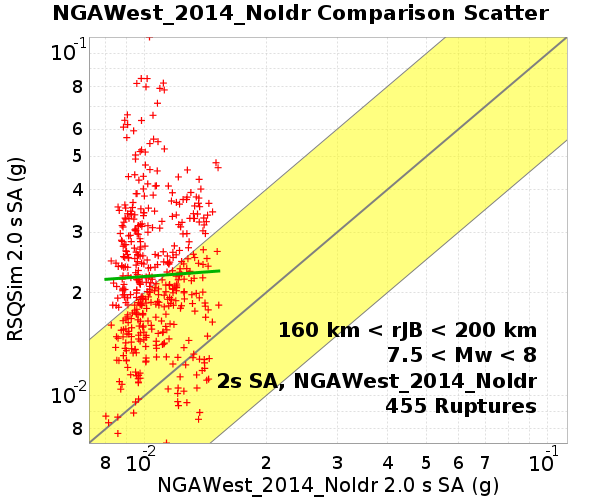 NGAWest_2014_NoIdr Comparison Scatter
RSQSim 2.0 s SA (g)
10-1
8
6
5
4
3
2
10-2
8
160 km < rJB < 200 km
7.5 < Mw < 8
2s SA, NGAWest_2014_NoIdr
455 Ruptures
8 10-2 2 3 4 5 6 7 8 10-1
NGAWest_2014_NoIdr 2.0 s SA (g)